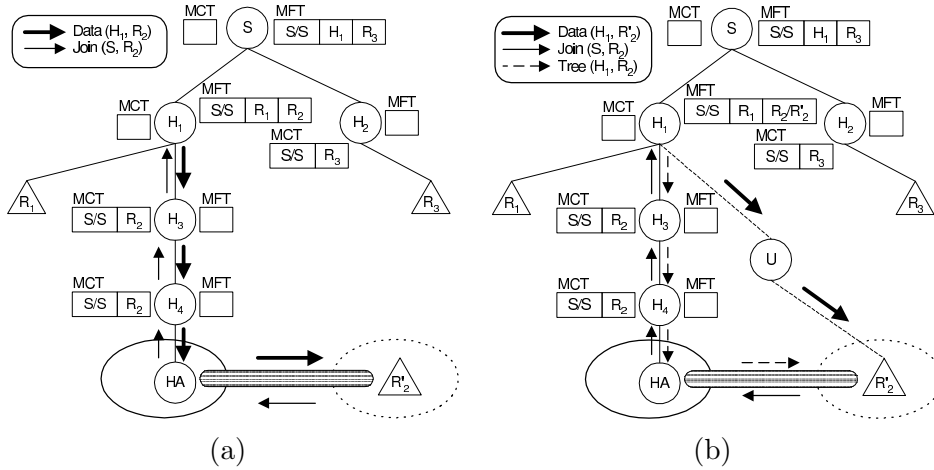 Data (H1, R2)
Join (S, R2)
MCT
S
MFT
S/S H1 R3
MCT
H1
MFT
S/S R1 R2
H2
MFT
MCT
S/S R3
R1
R3
MCT
S/S R2
H3
MFT
MCT
S/S R2
H4
MFT
HA
R'2
(a)
Data (H1, R'2)
Join (S, R2)
Tree (H1, R2)
MCT
S
MFT
S/S H1 R3
MCT
H1
MFT
S/S R1 R2/R'2
H2
MFT
MCT
S/S R3
R1
R3
MCT
S/S R2
H3
MFT
U
MCT
S/S R2
H4
MFT
HA
R'2
(b)